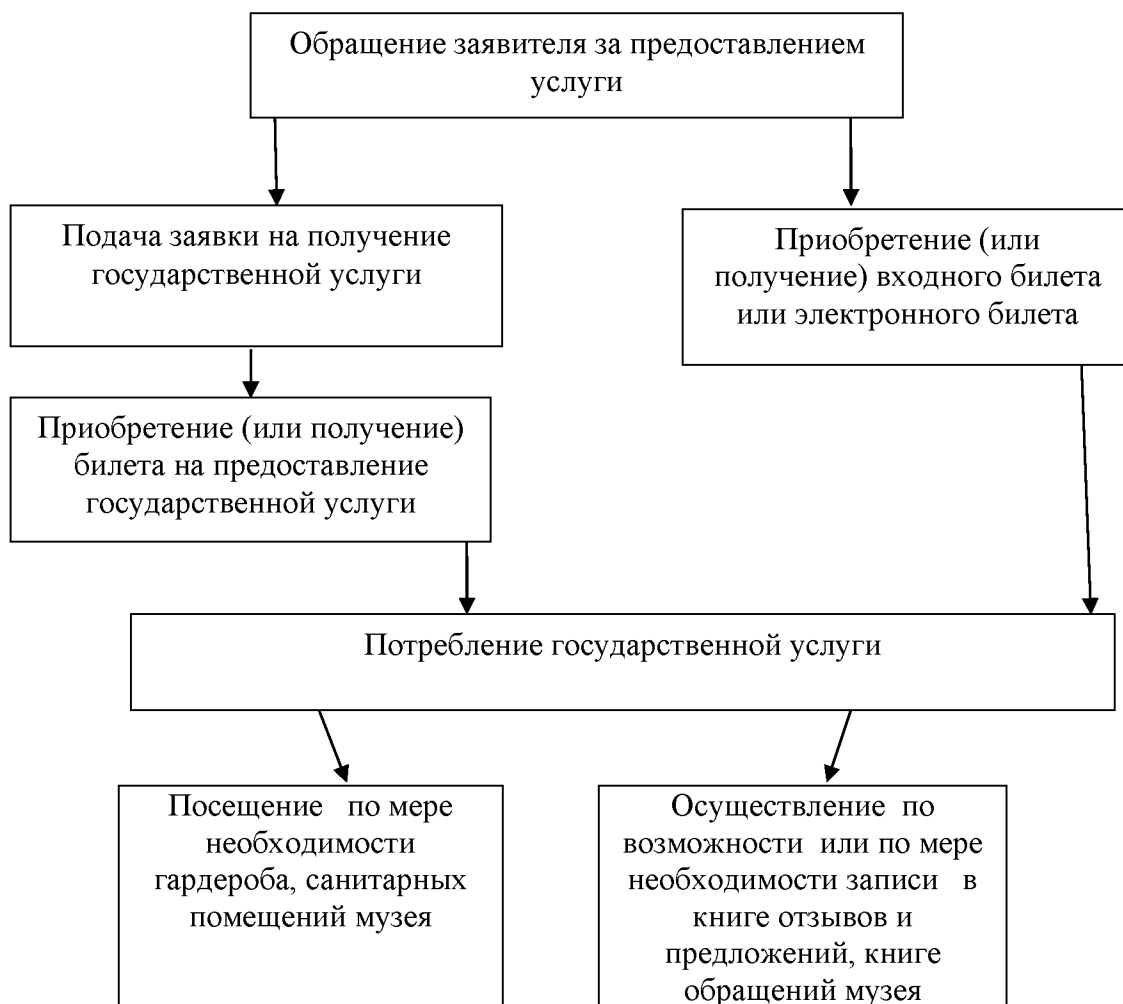 Обращение заявителя за предоставлением
услуги
Подача заявки на получение
государственной услуги
Приобретение (или
получение) входного билета
или электронного билета
Приобретение (или получение)
билета на предоставление
государственной услуги
Потребление государственной услуги
Посещение по мере
необходимости
гардероба, санитарных
помещений музея
Осуществление по
возможности или по мере
необходимости записи в
книге отзывов и
предложений, книге
обращений музея